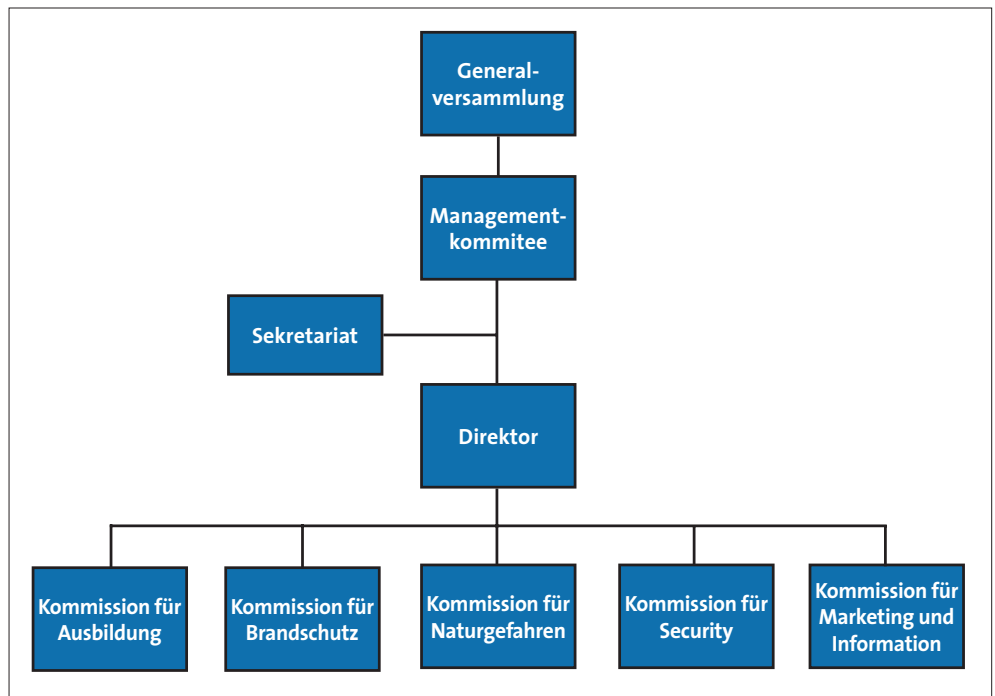 General-
versammlung
Management-
kommitee
Sekretariat
Direktor
Kommission für
Ausbildung
Kommission für
Brandschutz
Kommission für
Naturgefahren
Kommission für
Security
Kommission für
Marketing und
Information